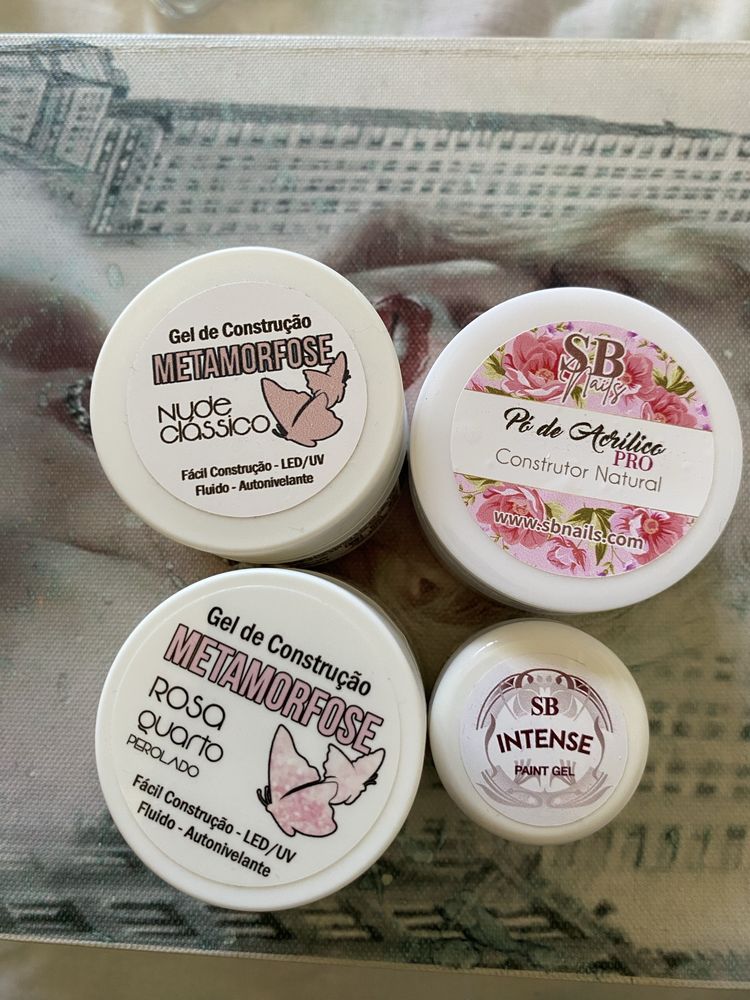 Gel de Construção
METAMORFOSE
Nude
clássico
Fácil Construção - LED/UV
Fluido - Autonivelante
SB
Nails
Pó de Acrílico
PRO
Construtor Natural
www.sbnails.com
Gel de Construção
METAMORFOSE
Rosa
Quarto
PEROLADO
Fácil Construção - LED/UV
Fluido - Autonivelante
SB
INTENSE
PAINT GEL